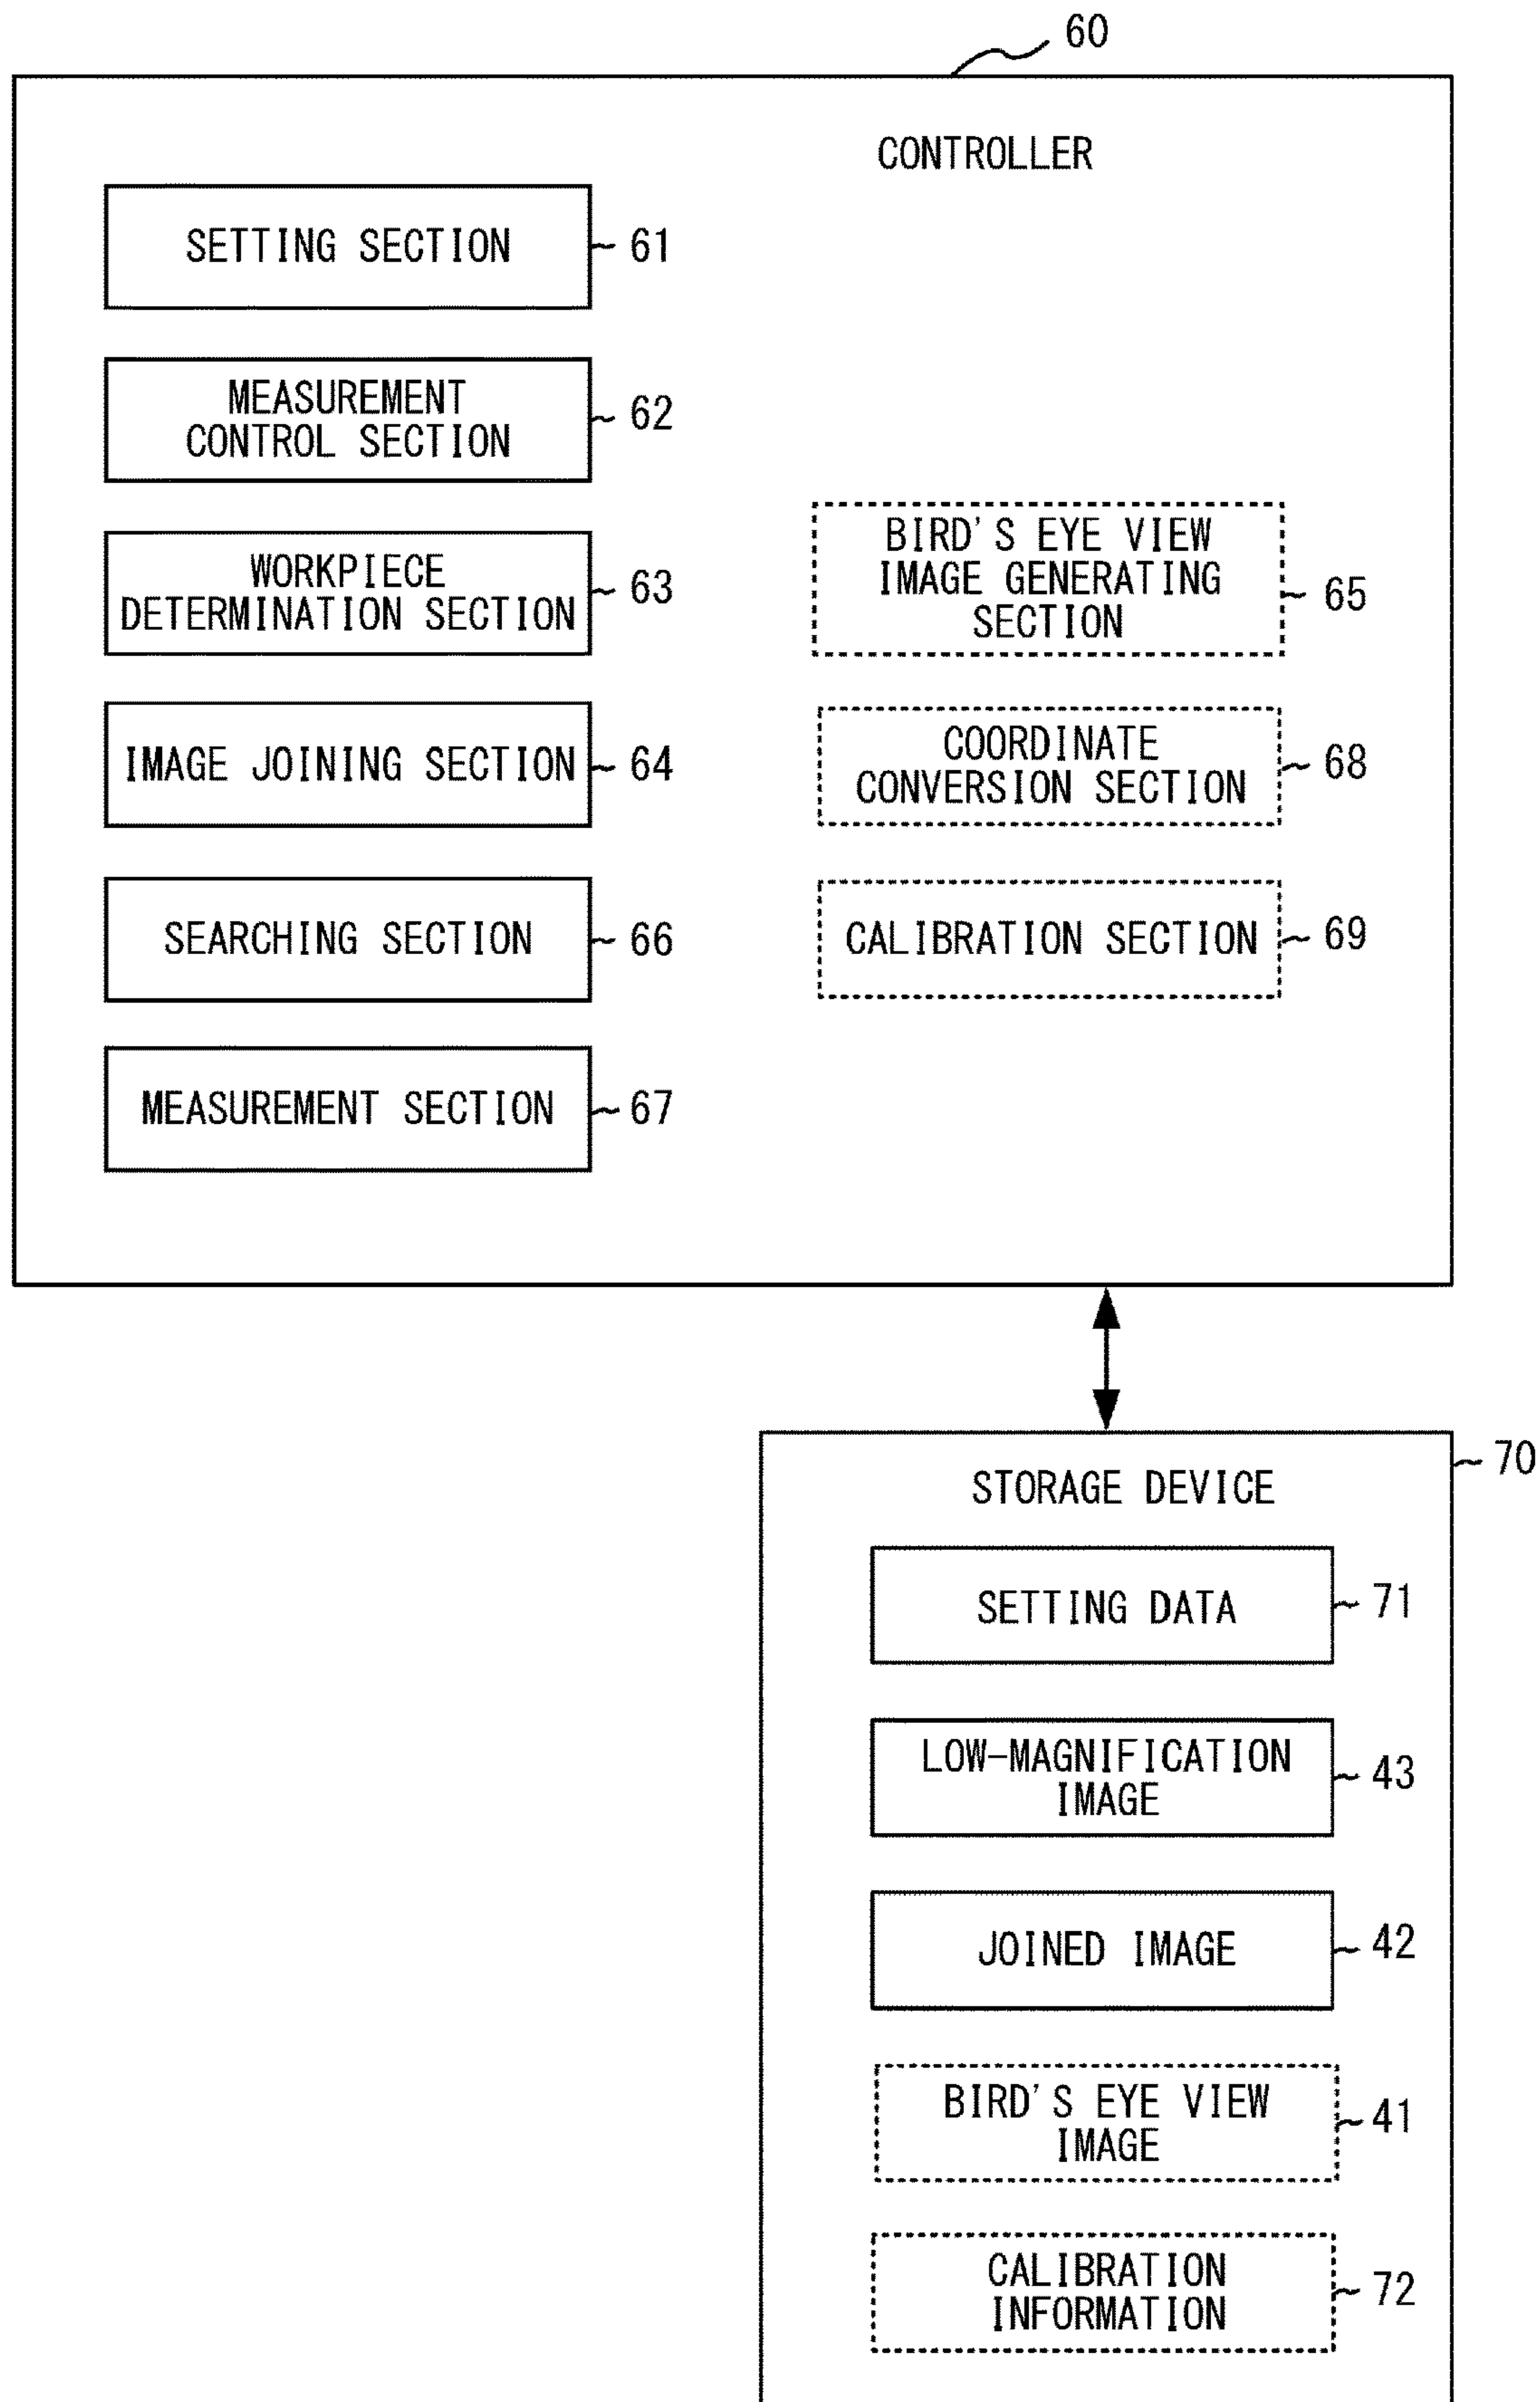 60
CONTROLLER
SETTING SECTION
61
MEASUREMENT
CONTROL SECTION
62
WORKPIECE
DETERMINATION SECTION
63
IMAGE JOINING SECTION
64
SEARCHING SECTION
66
MEASUREMENT SECTION
67
BIRD'S EYE VIEW
IMAGE GENERATING
SECTION
65
COORDINATE
CONVERSION SECTION
68
CALIBRATION SECTION
69
70
STORAGE DEVICE
SETTING DATA
71
LOW-MAGNIFICATION
IMAGE
43
JOINED IMAGE
42
BIRD'S EYE VIEW
IMAGE
41
CALIBRATION
INFORMATION
72